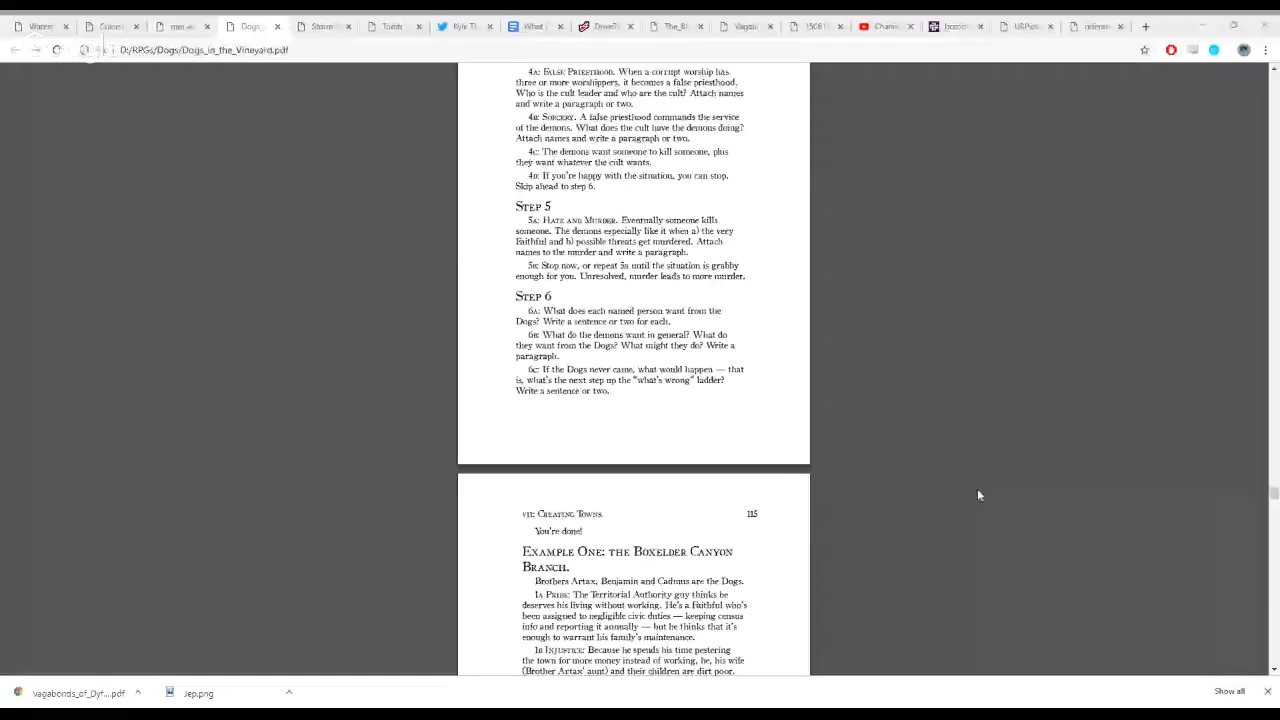 Dogs
Storm
Tomb
Kyle T
What
DriveTh
The_Bl
Vagab
Chann
D:/RPGs/Dogs/Dogs_in_the_Vineyard.pdf
4A: False Priesthood. When a corrupt worship has
three or more worshippers, it becomes a false priesthood.
Who is the cult leader and who are the cult? Attach names
and write a paragraph or two.
4B: Sorcery. A false priesthood commands the service
of the demons. What does the cult have the demons doing?
Attach names and write a paragraph or two.
4C: The demons want someone to kill someone, plus
they want whatever the cult wants.
4D: If you're happy with the situation, you can stop.
Skip ahead to step 6.
Step 5
5A: Hate and Murder. Eventually someone kills
someone. The demons especially like it when a) the very
Faithful and b) possible threats get murdered. Attach
names to the murder and write a paragraph.
5B: Stop now, or repeat 5A until the situation is grabby
enough for you. Unresolved, murder leads to more murder.
Step 6
6A: What does each named person want from the
Dogs? Write a sentence or two for each.
6B: What do the demons want in general? What do
they want from the Dogs? What might they do? Write a
paragraph.
6C: If the Dogs never came, what would happen — that
is, what's the next step up the "what's wrong" ladder?
Write a sentence or two.
VII: Creating Towns 115
You're done!
Example One: the Boxelder Canyon
Branch.
Brothers Artax, Benjamin and Cadmus are the Dogs.
1A Pride: The Territorial Authority guy thinks he
deserves his living without working. He's a Faithful who's
been assigned to negligible civic duties — keeping census
info and reporting it annually — but he thinks that it's
enough to warrant his family's maintenance.
1B Injustice: Because he spends his time pestering
the town for more money instead of working, he, his wife
(Brother Artax' aunt) and their children are dirt poor.
vagabonds_of_Dyf....pdf
Jep.png
Show all